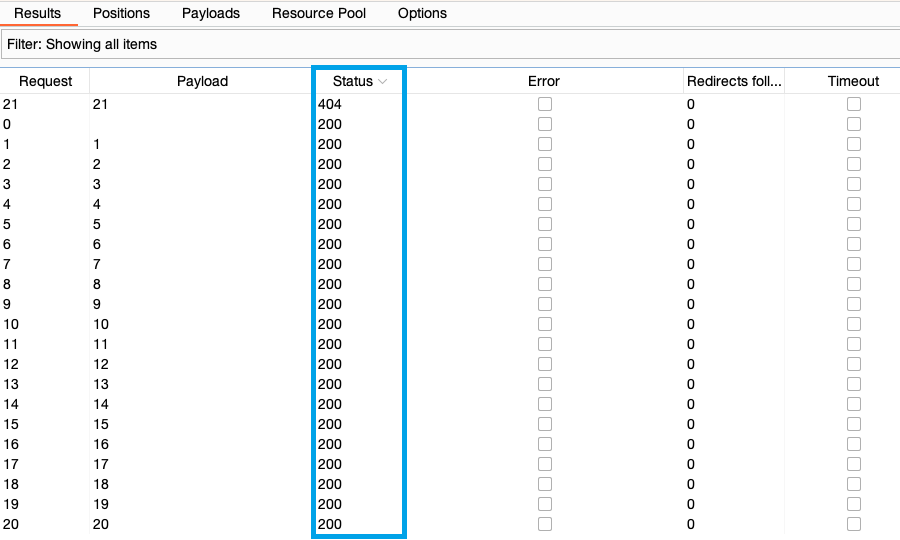 Results Positions Payloads Resource Pool Options
Filter: Showing all items
Request Payload Status Error Redirects foll... Timeout
21 21 404 0
0 200 0
1 1 200 0
2 2 200 0
3 3 200 0
4 4 200 0
5 5 200 0
6 6 200 0
7 7 200 0
8 8 200 0
9 9 200 0
10 10 200 0
11 11 200 0
12 12 200 0
13 13 200 0
14 14 200 0
15 15 200 0
16 16 200 0
17 17 200 0
18 18 200 0
19 19 200 0
20 20 200 0